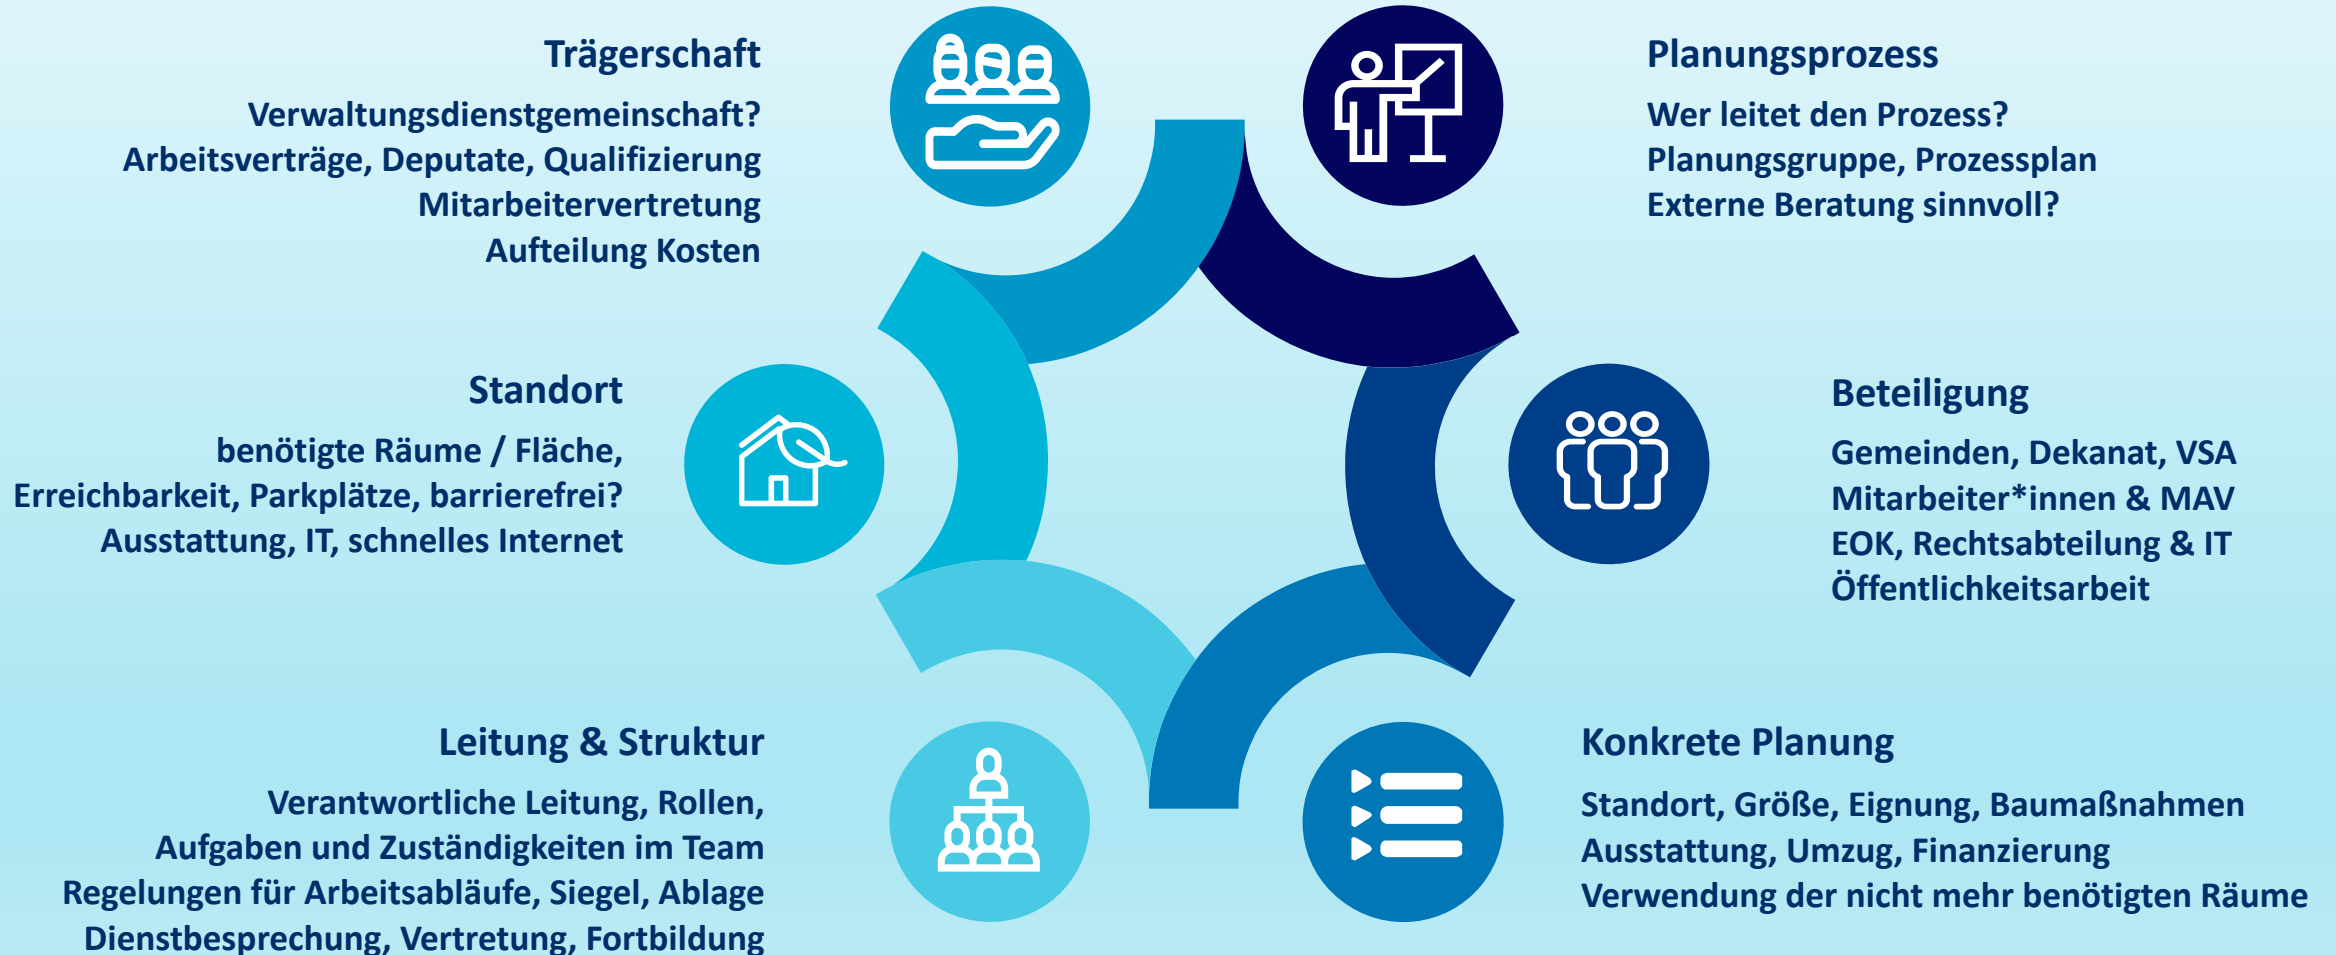 Trägerschaft
Verwaltungsdienstgemeinschaft?
Arbeitsverträge, Deputate, Qualifizierung
Mitarbeitervertretung
Aufteilung Kosten
Planungsprozess
Wer leitet den Prozess?
Planungsgruppe, Prozessplan
Externe Beratung sinnvoll?
Standort
benötigte Räume / Fläche,
Erreichbarkeit, Parkplätze, barrierefrei?
Ausstattung, IT, schnelles Internet
Beteiligung
Gemeinden, Dekanat, VSA
Mitarbeiter*innen & MAV
EOK, Rechtsabteilung & IT
Öffentlichkeitsarbeit
Leitung & Struktur
Verantwortliche Leitung, Rollen,
Aufgaben und Zuständigkeiten im Team
Regelungen für Arbeitsabläufe, Siegel, Ablage
Dienstbesprechung, Vertretung, Fortbildung
Konkrete Planung
Standort, Größe, Eignung, Baumaßnahmen
Ausstattung, Umzug, Finanzierung
Verwendung der nicht mehr benötigten Räume